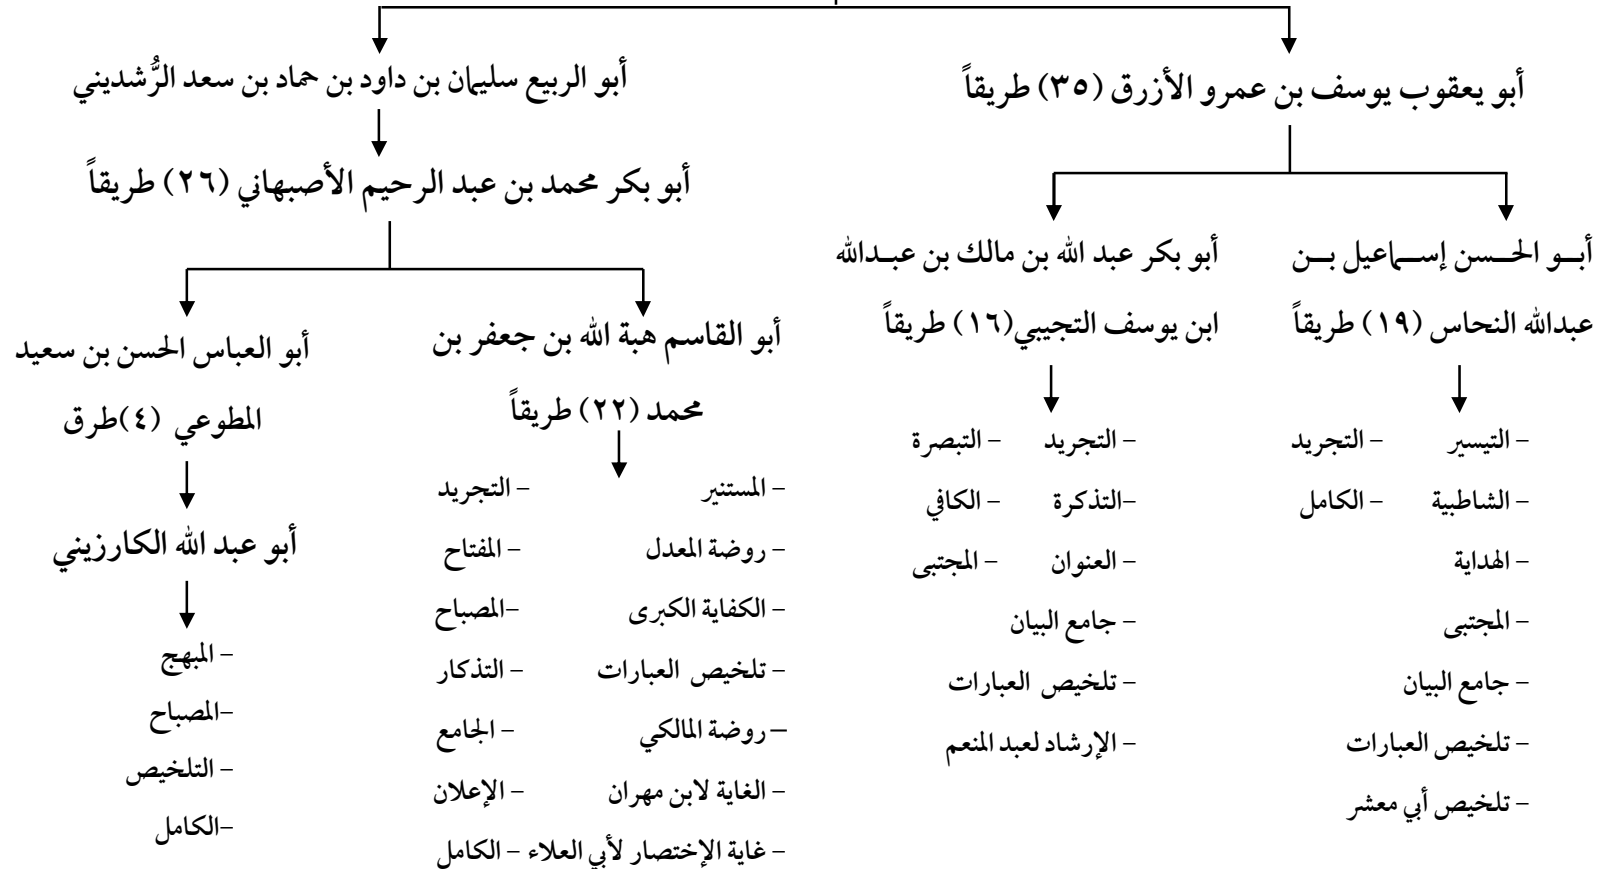 أبو يعقوب يوسف بن عمرو الأزرق (٣٥) طريقاً
أبو الحسن إسماعيل بن
عبدالله النحاس (١٩) طريقاً
– التيسير – التجريد
– الشاطبية – الكامل
– الهداية
– المجتبى
– جامع البيان
– تلخيص العبارات
– تلخيص أبي معشر
أبو بكر عبد الله بن مالك بن عبدالله
ابن يوسف التجيبي(١٦) طريقاً
– التجريد – التبصرة
–التذكرة – الكافي
– العنوان – المجتبى
– جامع البيان
– تلخيص العبارات
– الإرشاد لعبد المنعم
أبو الربيع سليمان بن داود بن حماد بن سعد الرُّشديني
أبو بكر محمد بن عبد الرحيم الأصبهاني (٢٦) طريقاً
أبو القاسم هبة الله بن جعفر بن
محمد (٢٢) طريقاً
– المستنير – التجريد
– روضة المعدل – المفتاح
– الكفاية الكبرى –المصباح
– تلخيص العبارات – التذكار
– روضة المالكي – الجامع
– الغاية لابن مهران – الإعلان
– غاية الإختصار لأبي العلاء – الكامل
أبو العباس الحسن بن سعيد
المطوعي (٤)طرق
أبو عبد الله الكارزيني
– المبهج
–المصباح
– التلخيص
–الكامل